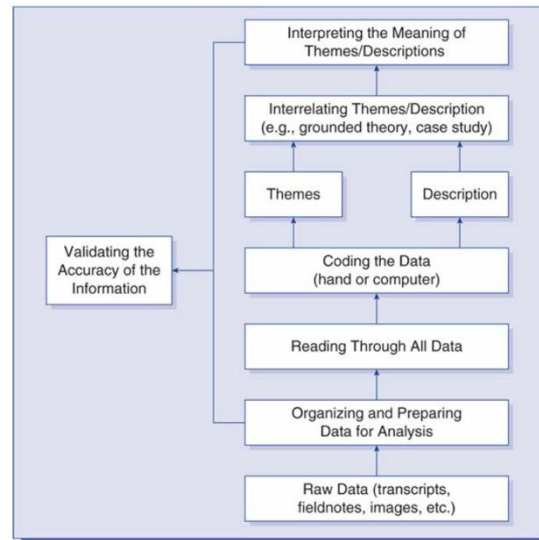 Interpreting the Meaning of
Themes/Descriptions
Interrelating Themes/Description
(e.g., grounded theory, case study)
Themes
Description
Validating the
Accuracy of the
Information
Coding the Data
(hand or computer)
Reading Through All Data
Organizing and Preparing
Data for Analysis
Raw Data (transcripts,
fieldnotes, images, etc.)